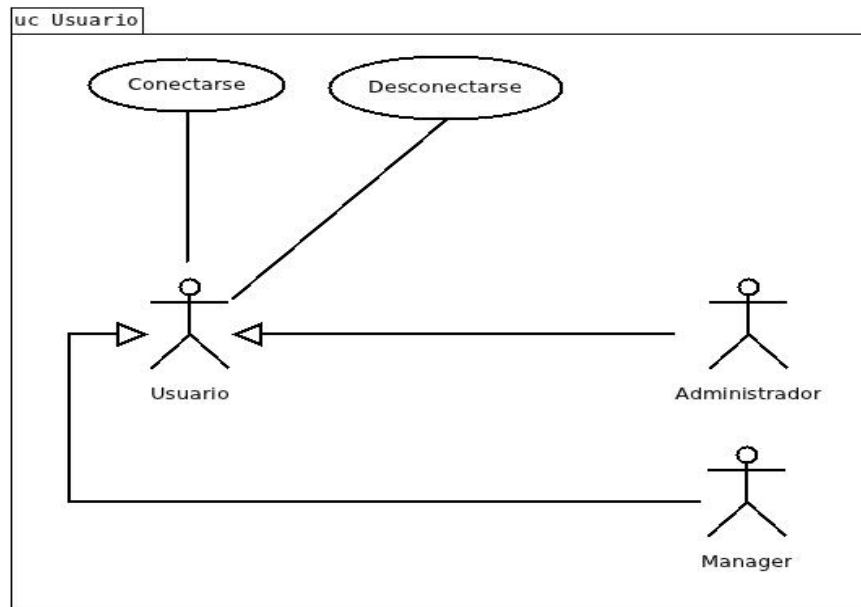 uc Usuario
Conectarse
Desconectarse
Usuario
Administrador
Manager